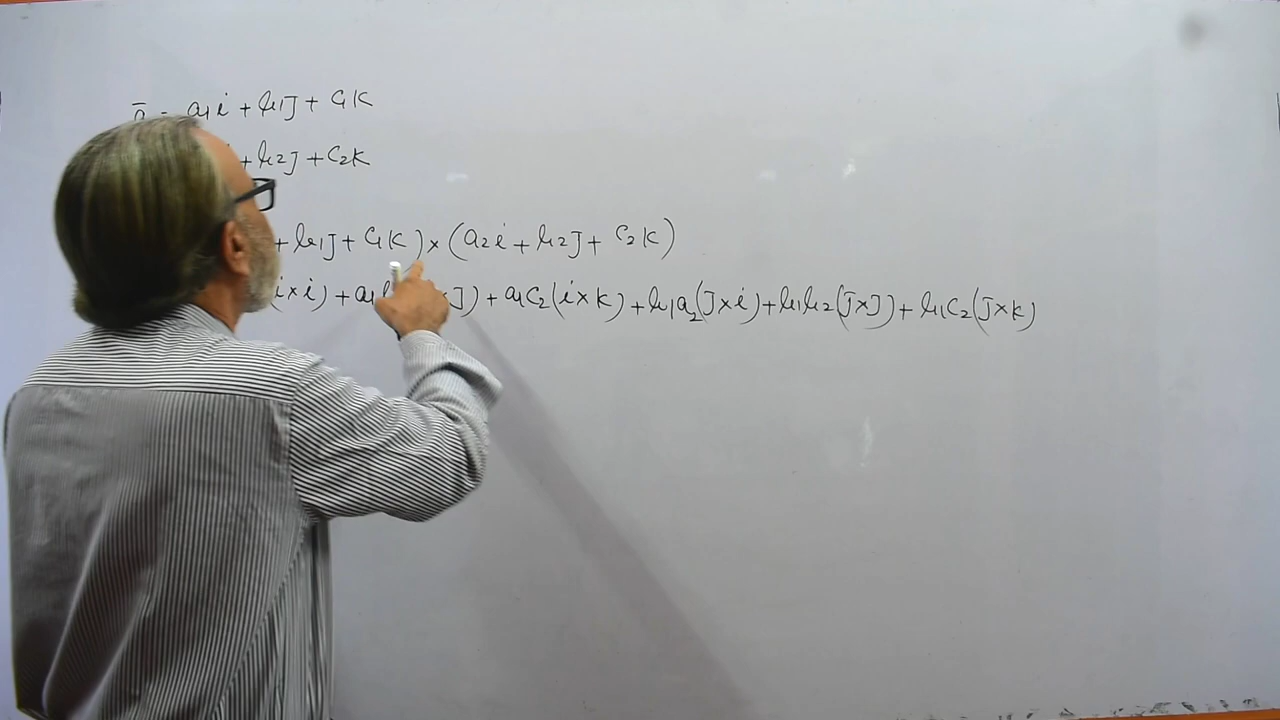 a̅ = a₁i + b₁J + C₁K
+ b₂J + C₂K
+ b₁J + C₁K) × (a₂i + b₂J + C₂K)
(i×i) + a₁ J) + a₁C₂(i×K) + b₁a₂(J×i) + b₁b₂(J×J) + b₁C₂(J×K)